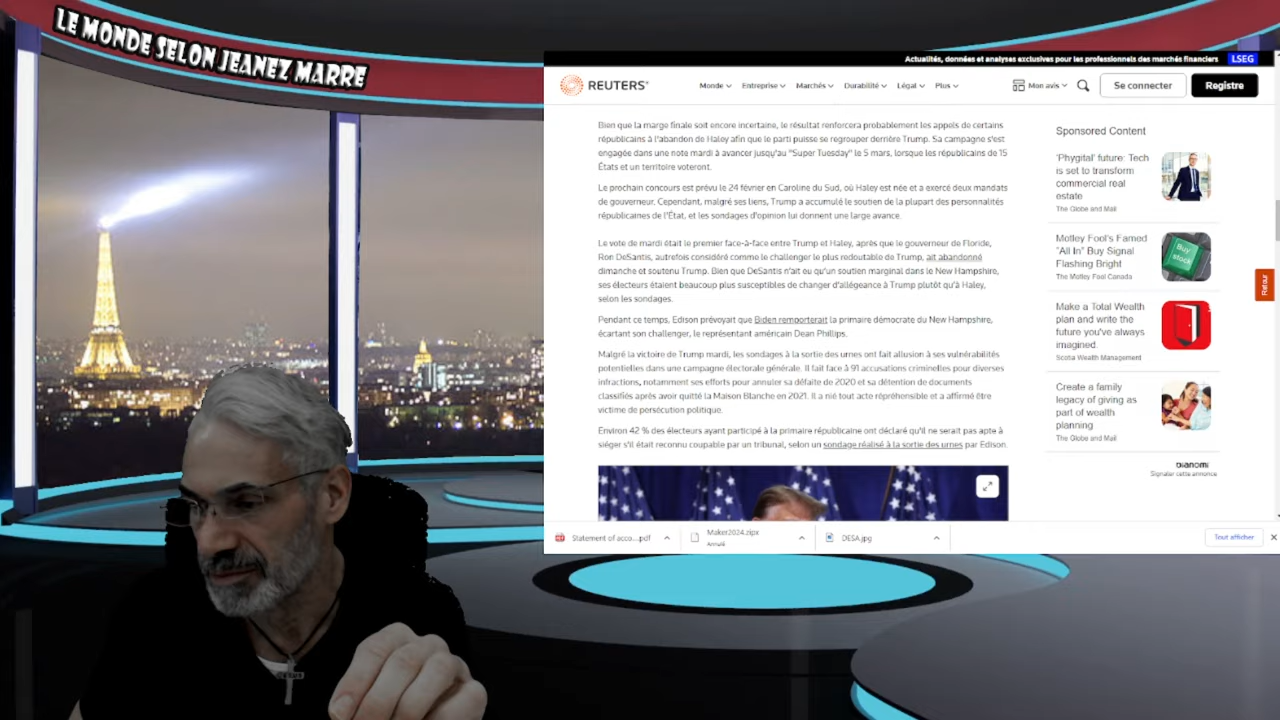 LE MONDE SELON JEANEZ MARRE
Actualités, données et analyses exclusives pour les professionnels des marchés financiers LSEG
REUTERS
Monde Entreprise Marchés Durabilité Légal Plus
Mon avis
Se connecter
Registre
Bien que la marge finale soit encore incertaine, le résultat renforcera probablement les appels de certains
républicains à l'abandon de Haley afin que le parti puisse se regrouper derrière Trump. Sa campagne s'est
engagée dans une note mardi à avancer jusqu'au "Super Tuesday" le 5 mars, lorsque les républicains de 15
États et un territoire voteront.
Le prochain concours est prévu le 24 février en Caroline du Sud, où Haley est née et a exercé deux mandats
de gouverneur. Cependant, malgré ses liens, Trump a accumulé le soutien de la plupart des personnalités
républicaines de l'État, et les sondages d'opinion lui donnent une large avance.
Le vote de mardi était le premier face-à-face entre Trump et Haley, après que le gouverneur de Floride,
Ron DeSantis, autrefois considéré comme le challenger le plus redoutable de Trump, ait abandonné
dimanche et soutenu Trump. Bien que DeSantis n'ait eu qu'un soutien marginal dans le New Hampshire,
ses électeurs étaient beaucoup plus susceptibles de changer d'allégeance à Trump plutôt qu'à Haley,
selon les sondages.
Pendant ce temps, Edison prévoyait que Biden remporterait la primaire démocrate du New Hampshire,
écartant son challenger, le représentant américain Dean Phillips.
Malgré la victoire de Trump mardi, les sondages à la sortie des urnes ont fait allusion à ses vulnérabilités
potentielles dans une campagne électorale générale. Il fait face à 91 accusations criminelles pour diverses
infractions, notamment ses efforts pour annuler sa défaite de 2020 et sa détention de documents
classifiés après avoir quitté la Maison Blanche en 2021. Il a nié tout acte répréhensible et a affirmé être
victime de persécution politique.
Environ 42 % des électeurs ayant participé à la primaire républicaine ont déclaré qu'il ne serait pas apte à
siéger s'il était reconnu coupable par un tribunal, selon un sondage réalisé à la sortie des urnes par Edison.
Sponsored Content
'Phygital' future: Tech
is set to transform
commercial real
estate
The Globe and Mail
Motley Fool's Famed
"All In" Buy Signal
Flashing Bright
The Motley Fool Canada
Buy
stock
Make a Total Wealth
plan and write the
future you've always
imagined.
Scotia Wealth Management
Create a family
legacy of giving as
part of wealth
planning
The Globe and Mail
bianomi
Signaler cette annonce
Retour
Statement of acco....pdf
Maker2024.zipx
Annulé
DESA.jpg
Tout afficher